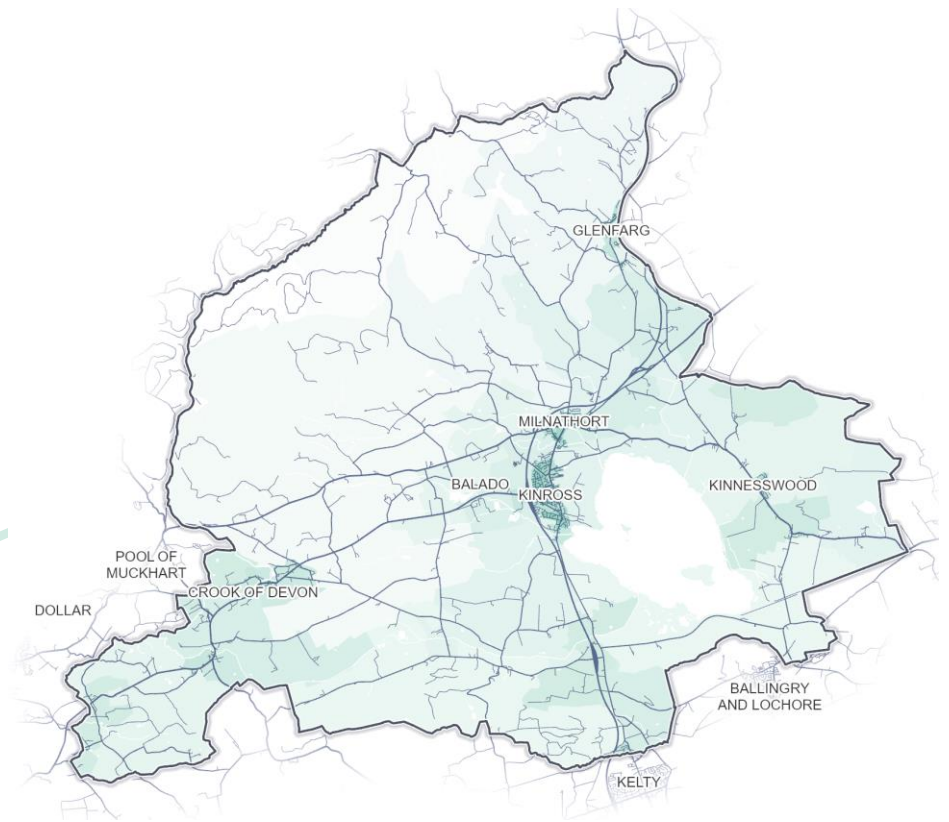 GLENFARG
MILNATHORT
BALADO
KINROSS
KINNESSWOOD
POOL OF
MUCKHART
CROOK OF DEVON
DOLLAR
BALLINGRY
AND LOCHORE
KELTY